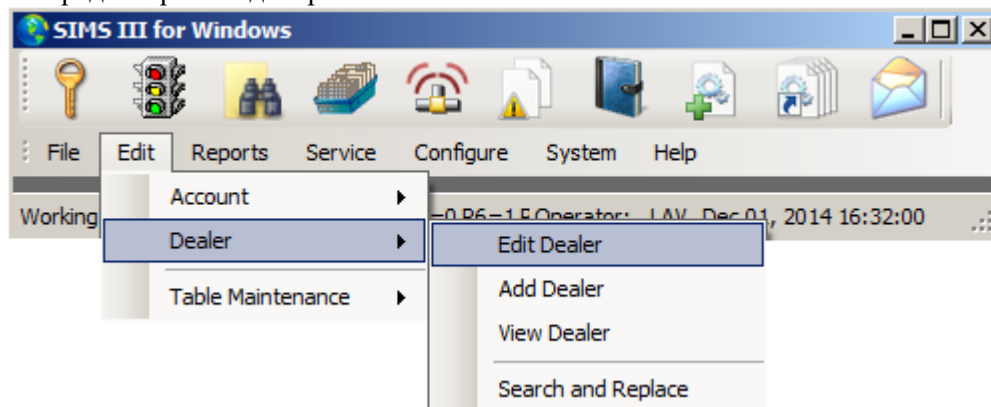 SIMS III for Windows
File Edit Reports Service Configure System Help
Working
Operator: LAV Dec 01, 2014 16:32:00
Account
Dealer
Table Maintenance
Edit Dealer
Add Dealer
View Dealer
Search and Replace